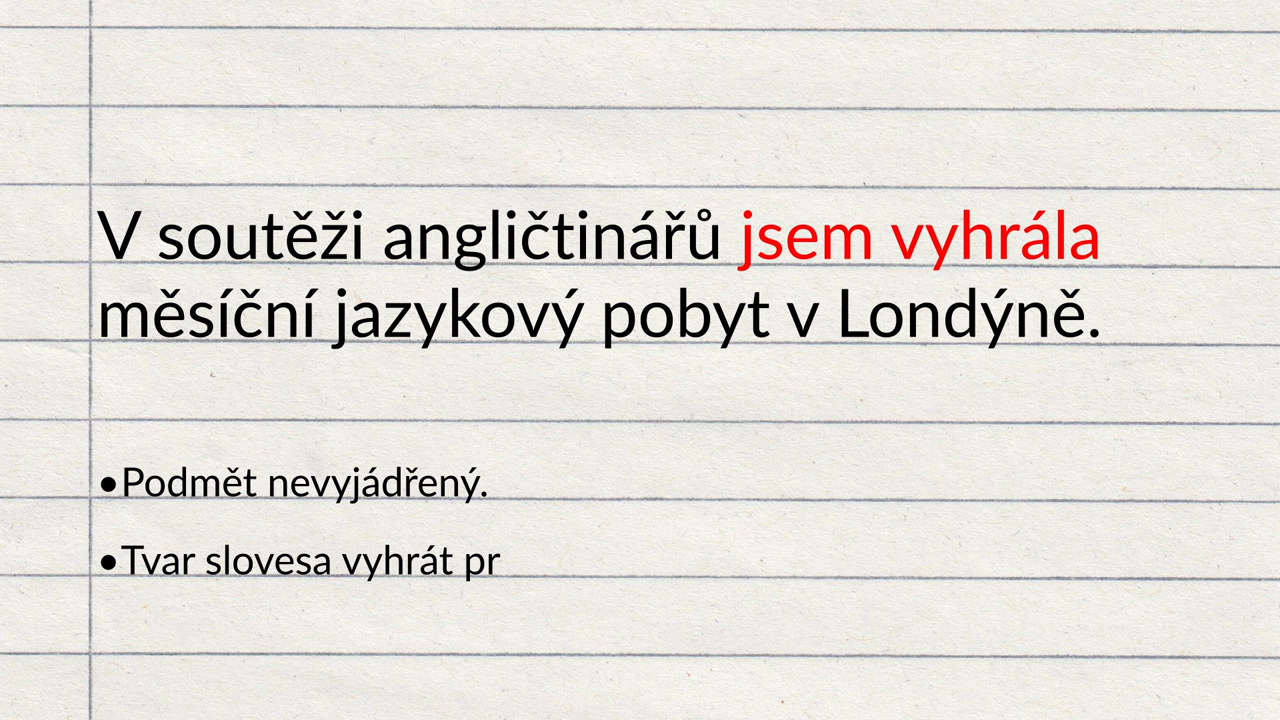 V soutěži angličtinářů jsem vyhrála
měsíční jazykový pobyt v Londýně.
•Podmět nevyjádřený.
•Tvar slovesa vyhrát pr